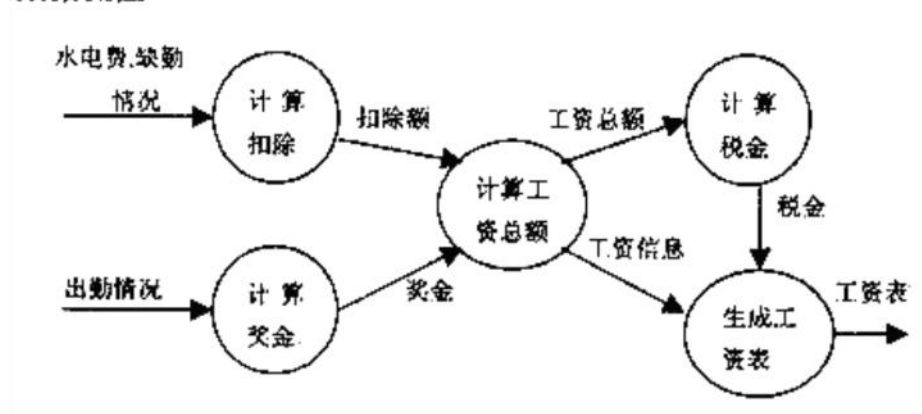 水电费,缺勤
情况
计算
扣除
扣除额
工资总额
计算
税金
计算工
资总额
税金
出勤情况
计算
奖金
奖金
工资信息
生成工
资表
工资表